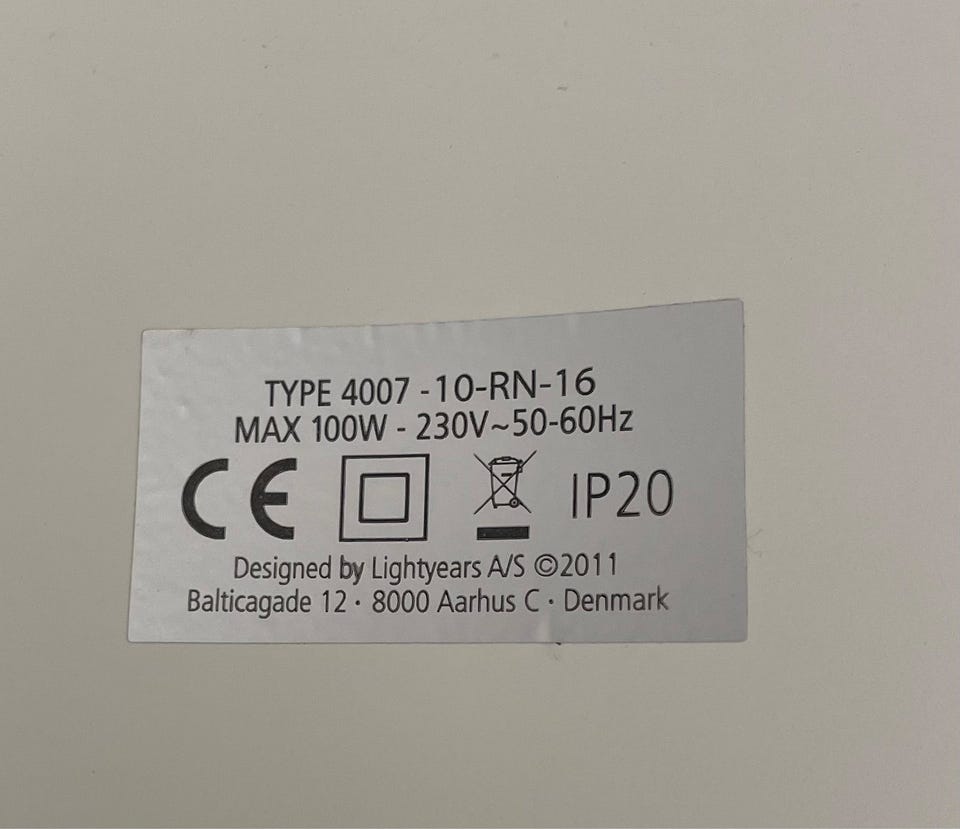 TYPE 4007 -10-RN-16
MAX 100W - 230V~50-60Hz
CE IP20
Designed by Lightyears A/S ©2011
Balticagade 12 · 8000 Aarhus C · Denmark